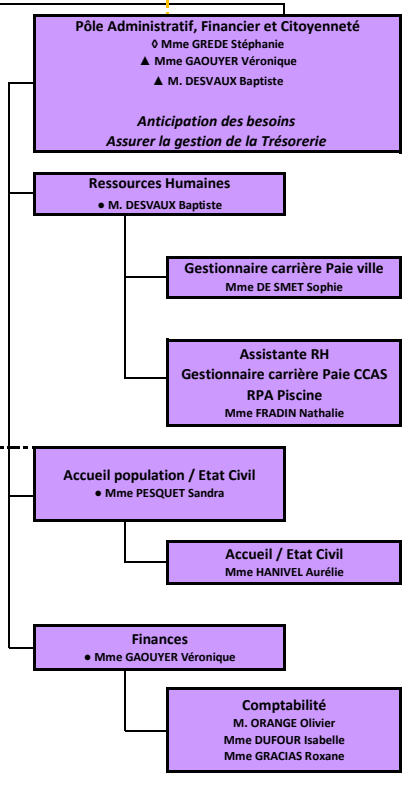 Pôle Administratif, Financier et Citoyenneté
◊ Mme GREDE Stéphanie
▲ Mme GAOUYER Véronique
▲ M. DESVAUX Baptiste
Anticipation des besoins
Assurer la gestion de la Trésorerie
Ressources Humaines
● M. DESVAUX Baptiste
Gestionnaire carrière Paie ville
Mme DE SMET Sophie
Assistante RH
Gestionnaire carrière Paie CCAS
RPA Piscine
Mme FRADIN Nathalie
Accueil population / Etat Civil
● Mme PESQUET Sandra
Accueil / Etat Civil
Mme HANIVEL Aurélie
Finances
● Mme GAOUYER Véronique
Comptabilité
M. ORANGE Olivier
Mme DUFOUR Isabelle
Mme GRACIAS Roxane